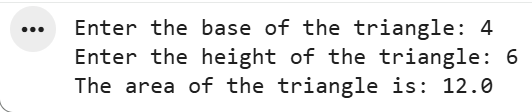 Enter the base of the triangle: 4
Enter the height of the triangle: 6
The area of the triangle is: 12.0